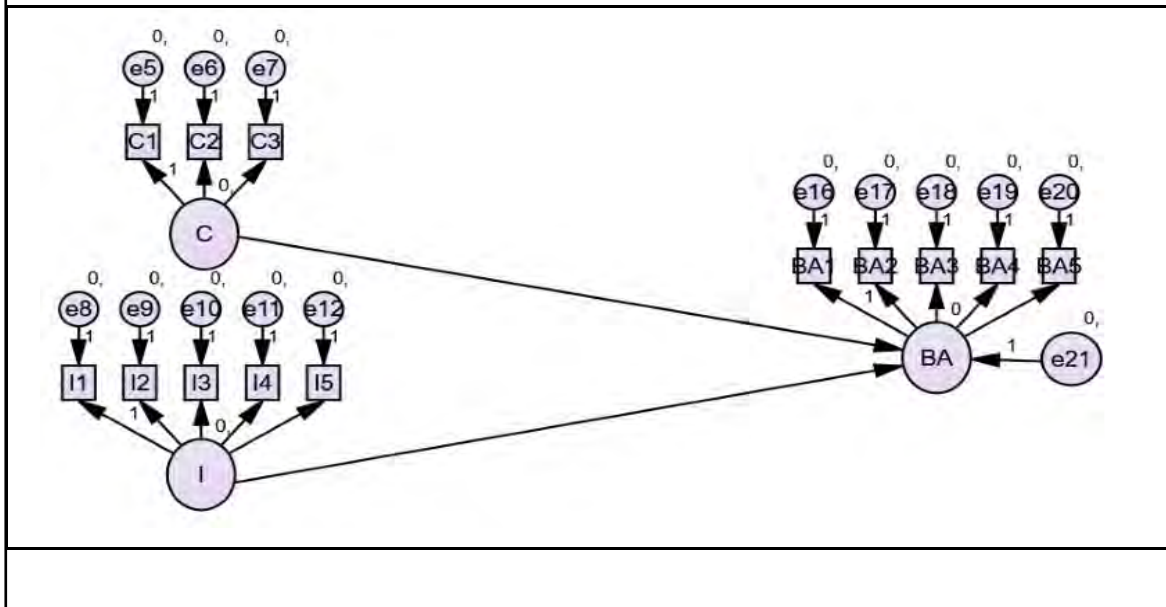 0, 0, 0,
e5 e6 e7
1 1 1
C1 C2 C3
1
0,
C
0, 0, 0, 0, 0,
e8 e9 e10 e11 e12
1 1 1 1 1
I1 I2 I3 I4 I5
1
0,
I
0, 0, 0, 0, 0,
e16 e17 e18 e19 e20
1 1 1 1 1
BA1 BA2 BA3 BA4 BA5
1
0
BA
0,
1
e21